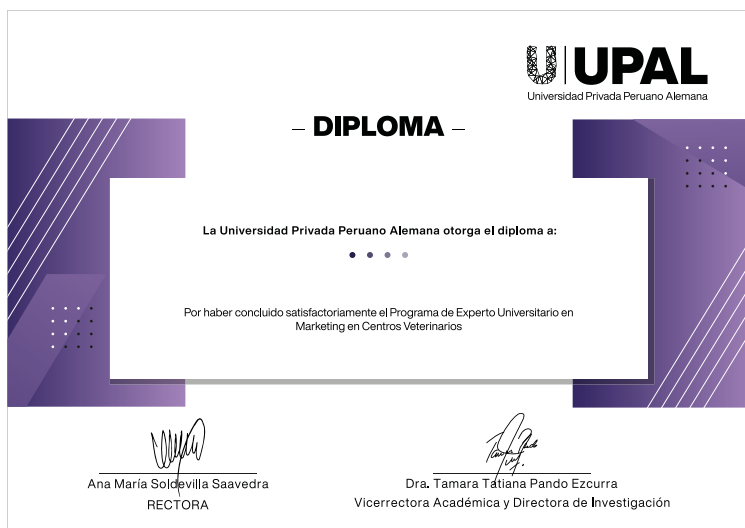 UPAL
Universidad Privada Peruano Alemana
– DIPLOMA –
La Universidad Privada Peruano Alemana otorga el diploma a:
Por haber concluido satisfactoriamente el Programa de Experto Universitario en
Marketing en Centros Veterinarios
Ana María Soldevilla Saavedra
RECTORA
Dra. Tamara Tatiana Pando Ezcurra
Vicerrectora Académica y Directora de Investigación